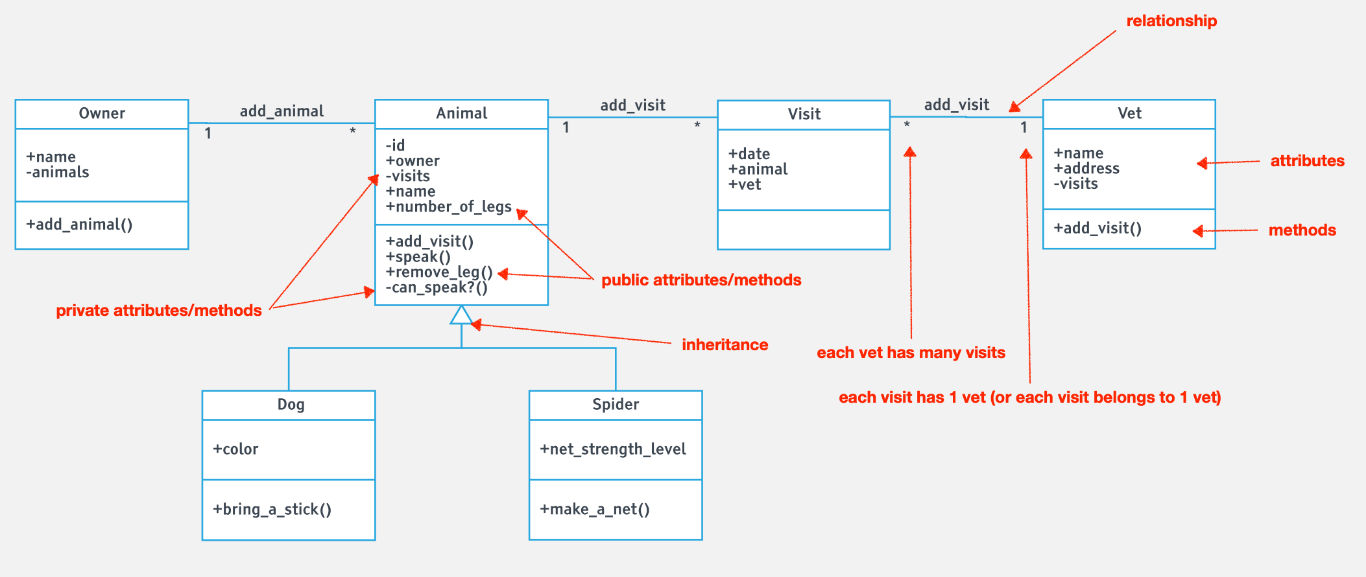 relationship
Owner
+name
-animals
+add_animal()
add_animal
1
*
Animal
-id
+owner
-visits
+name
+number_of_legs
+add_visit()
+speak()
+remove_leg()
-can_speak?()
add_visit
1
*
Visit
+date
+animal
+vet
add_visit
*
1
Vet
+name
+address
-visits
+add_visit()
attributes
methods
private attributes/methods
public attributes/methods
inheritance
each vet has many visits
each visit has 1 vet (or each visit belongs to 1 vet)
Dog
+color
+bring_a_stick()
Spider
+net_strength_level
+make_a_net()